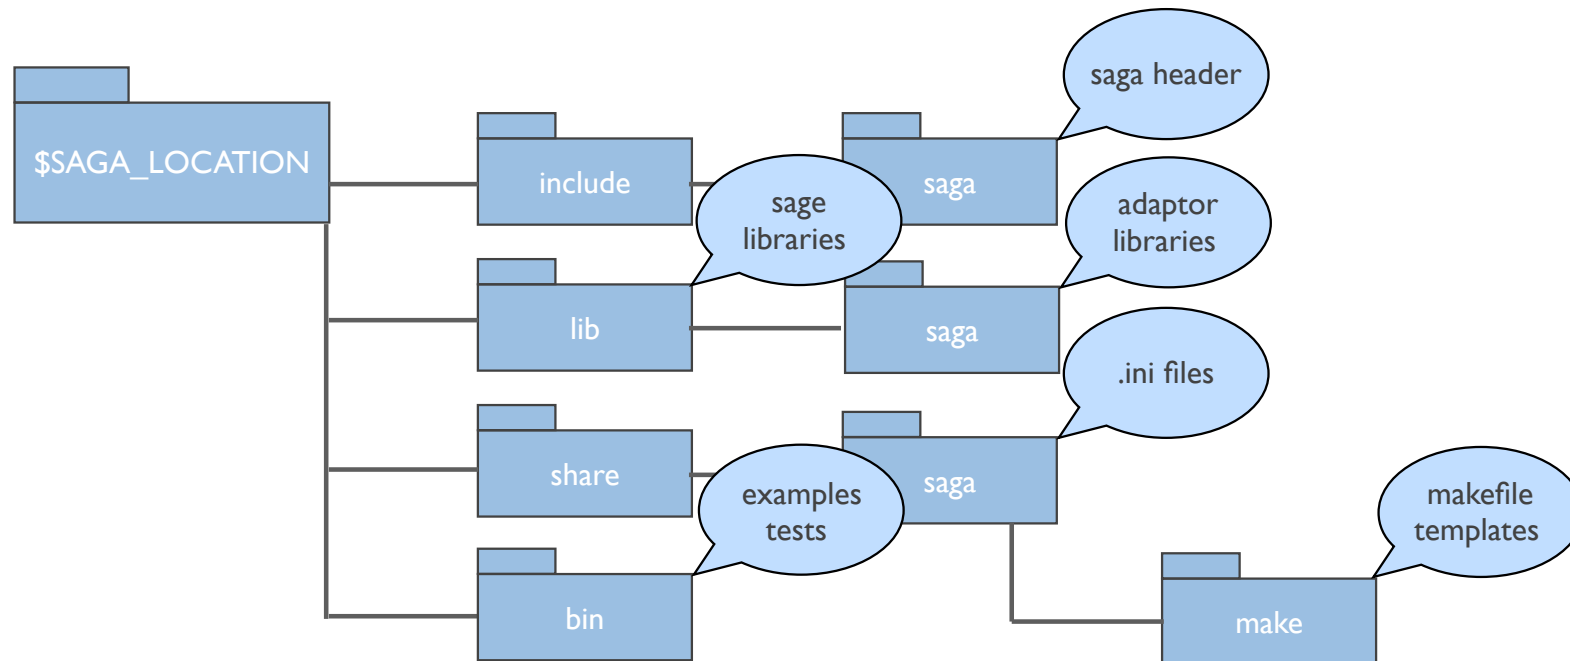 saga header
$SAGA_LOCATION
include
saga
sage
libraries
adaptor
libraries
lib
saga
.ini files
share
saga
examples
tests
makefile
templates
bin
make